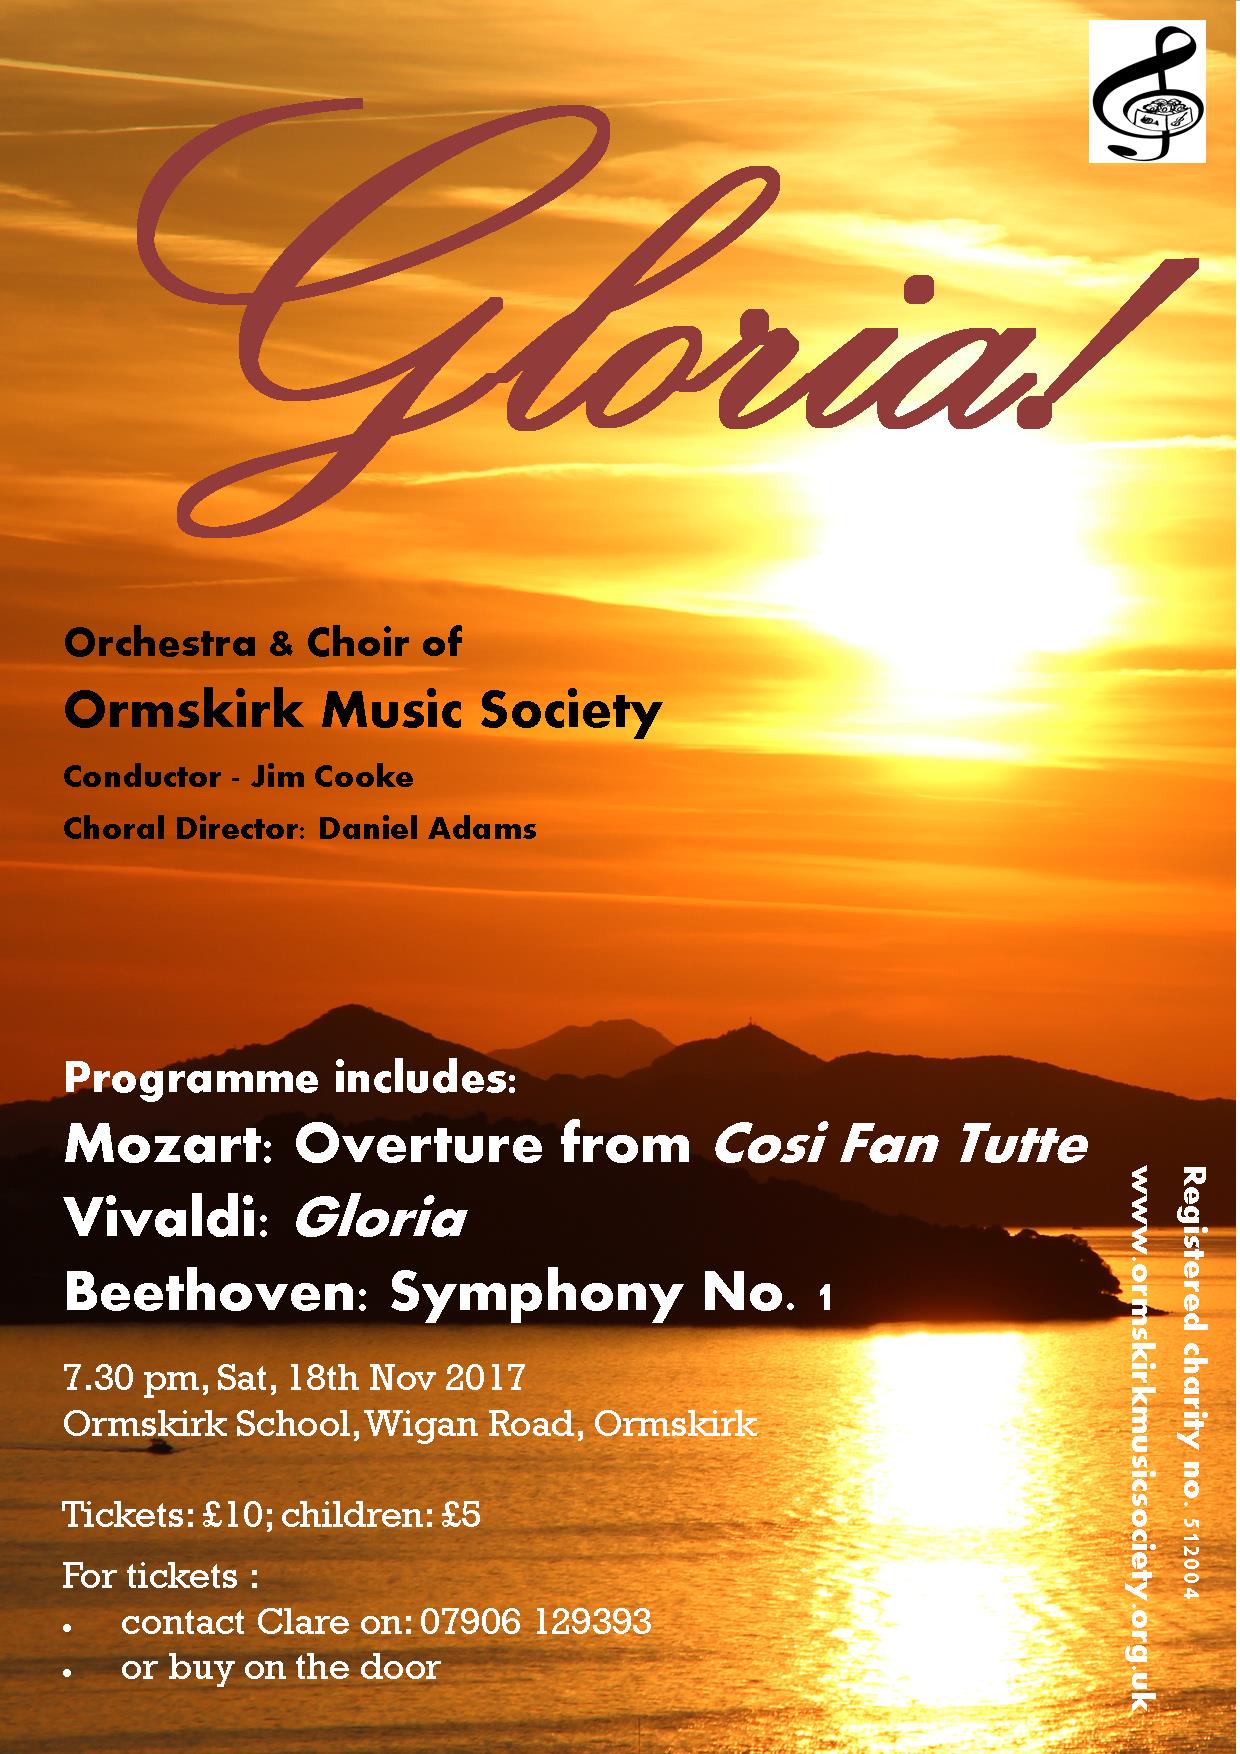 Gloria!
Orchestra & Choir of
Ormskirk Music Society
Conductor - Jim Cooke
Choral Director: Daniel Adams
Programme includes:
Mozart: Overture from Cosi Fan Tutte
Vivaldi: Gloria
Beethoven: Symphony No. 1
7.30 pm, Sat, 18th Nov 2017
Ormskirk School, Wigan Road, Ormskirk
Tickets: £10; children: £5
For tickets :
• contact Clare on: 07906 129393
• or buy on the door
Registered charity no. 512004
www.ormskirkmusicsociety.org.uk